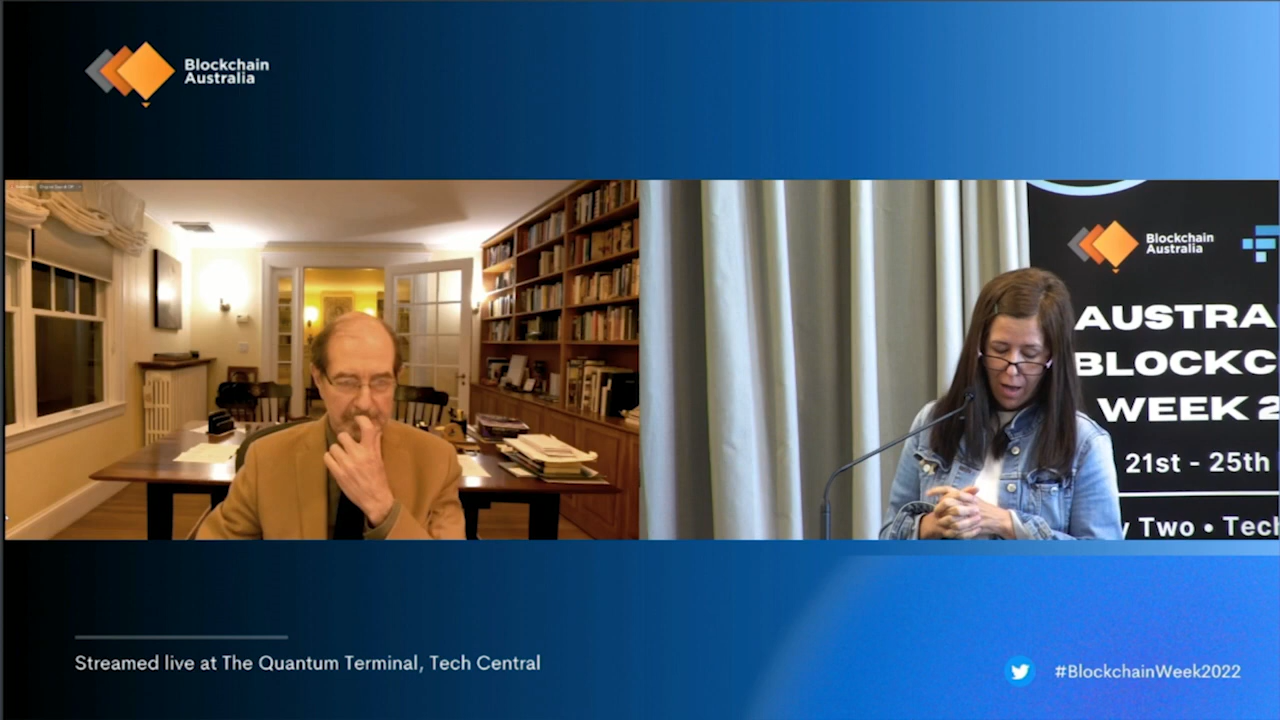 Blockchain
Australia
Blockchain
Australia
AUSTRA
BLOCKC
WEEK 2
21st - 25th
y Two • Tech
Streamed live at The Quantum Terminal, Tech Central
#BlockchainWeek2022